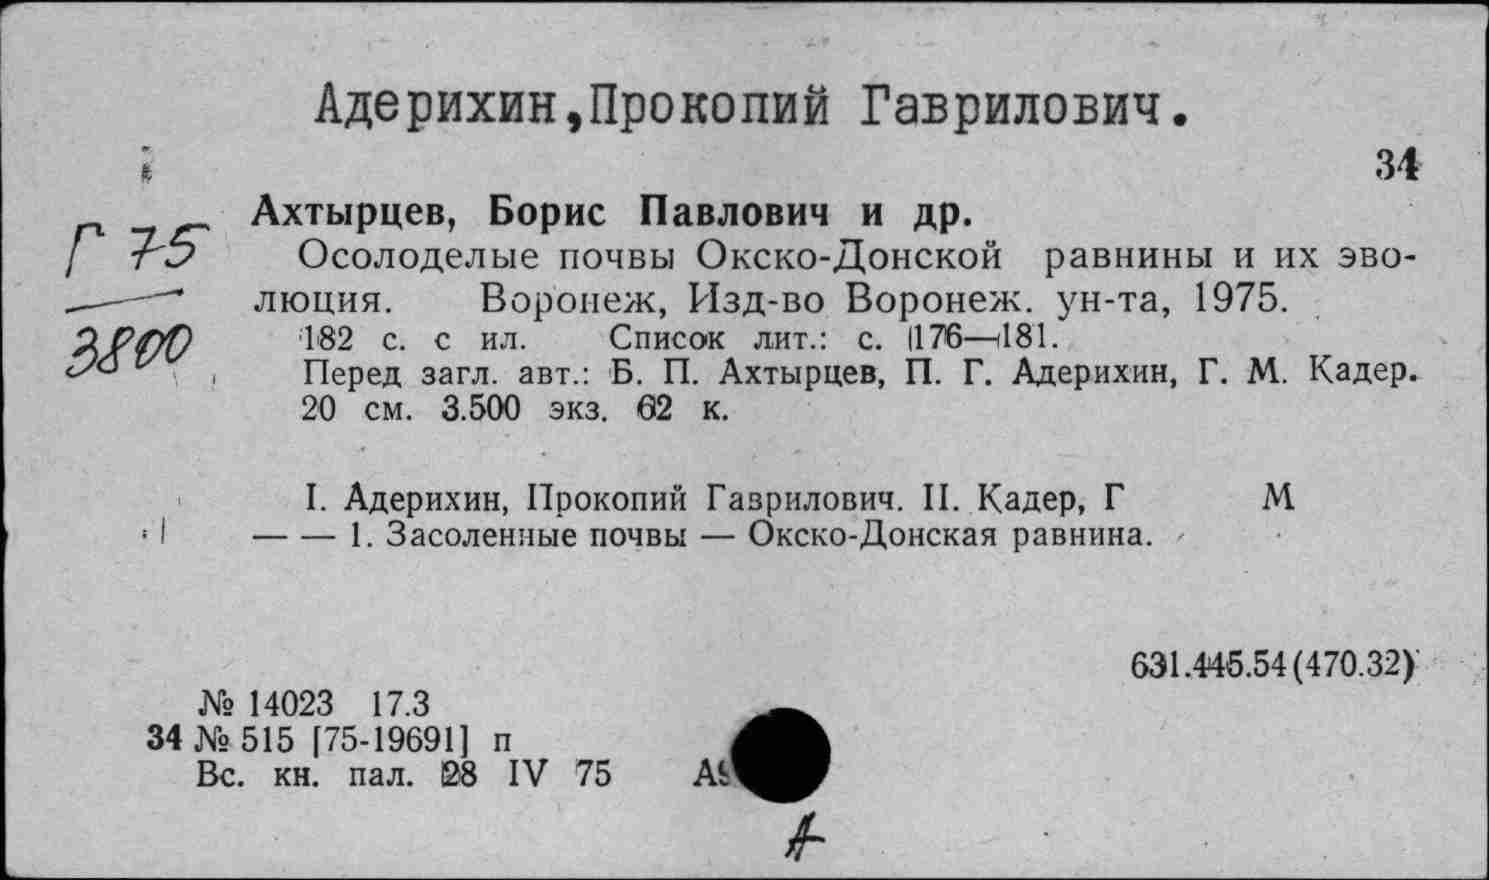 Адерихин,Прокопий Гаврилович.
34
Г 75
3800
Ахтырцев, Борис Павлович и др.
Осолоделые почвы Окско-Донской равнины и их эво-
люция. Воронеж, Изд-во Воронеж. ун-та, 1975.
182 с. с ил. Список лит.: с. 176—181.
Перед загл. авт.: Б. П. Ахтырцев, П. Г. Адерихин, Г. М. Кадер.
20 см. 3.500 экз. 62 к.
I. Адерихин, Прокопий Гаврилович. II. Кадер, Г М
— — 1. Засоленные почвы — Окско-Донская равнина.
631.445.54(470.32)
№ 14023 17.3
34 № 515 [75-19691] п
Вс. кн. пал. 28 IV 75